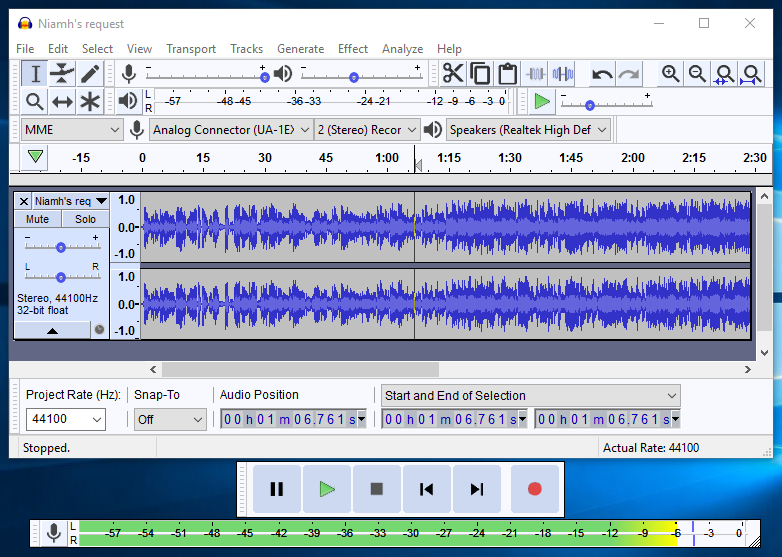 Niamh's request
File Edit Select View Transport Tracks Generate Effect Analyze Help
- + - +
L R -57 -48 -45 -33 -24 -21 -12 -9 -6 -3 0 - +
MME Analog Connector (UA-1EX 2 (Stereo) Recor Speakers (Realtek High Def
-15 0 15 30 45 1:00 1:15 1:30 1:45 2:00 2:15 2:30
Niamh's req
Mute Solo
- +
L R
Stereo, 44100Hz
32-bit float
1.0
0.0
-1.0
1.0
0.0
-1.0
Project Rate (Hz): Snap-To Audio Position Start and End of Selection
44100 Off 00 h 01 m 06.761 s 00 h 01 m 06.761 s 00 h 01 m 06.761 s
Stopped. Actual Rate: 44100
L R -57 -54 -51 -48 -45 -42 -39 -36 -33 -30 -27 -24 -21 -18 -15 -12 -9 -6 -3 0